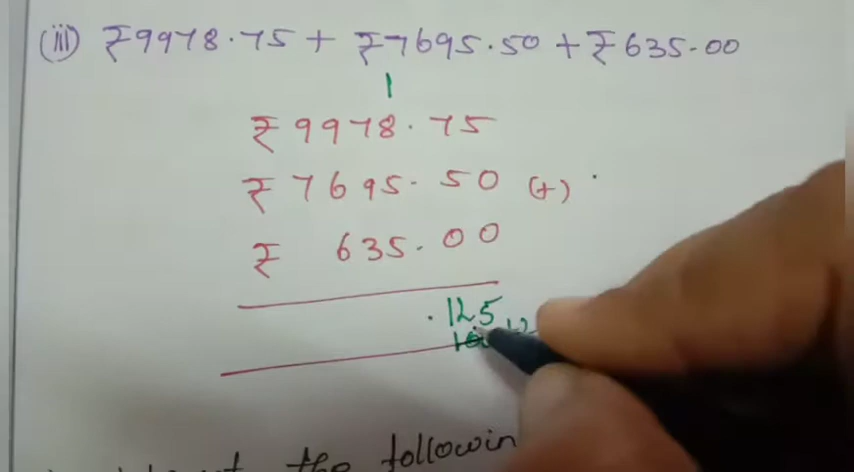 (iii) ₹9978.75 + ₹7695.50 + ₹635.00
1
₹9978.75
₹7695.50 (+)
₹ 635.00
.125
the followin